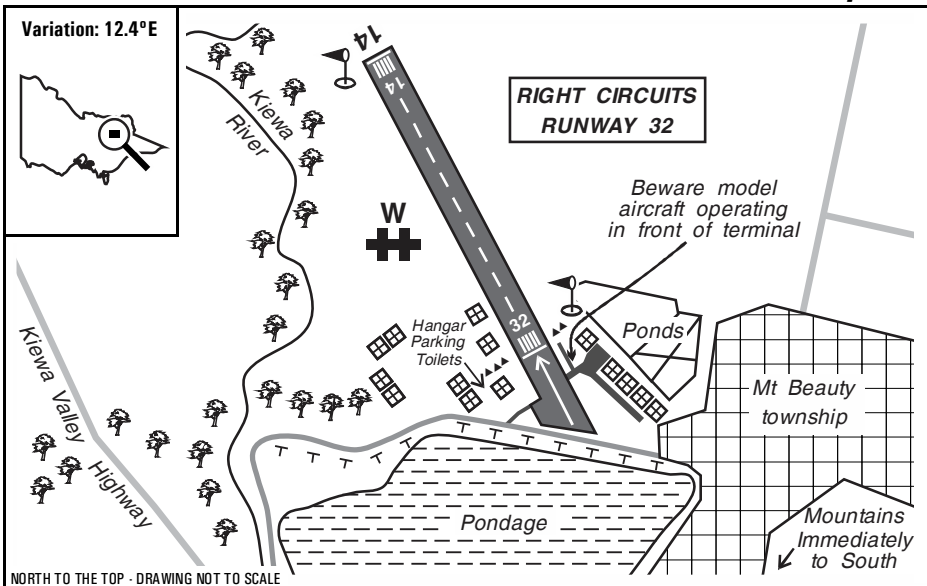 Variation: 12.4ºE
14
14
RIGHT CIRCUITS
RUNWAY 32
Kiewa
River
W
Beware model
aircraft operating
in front of terminal
32
Hangar
Parking
Toilets
Ponds
Kiewa Valley
Highway
Mt Beauty
township
Pondage
Mountains
Immediately
to South
NORTH TO THE TOP - DRAWING NOT TO SCALE